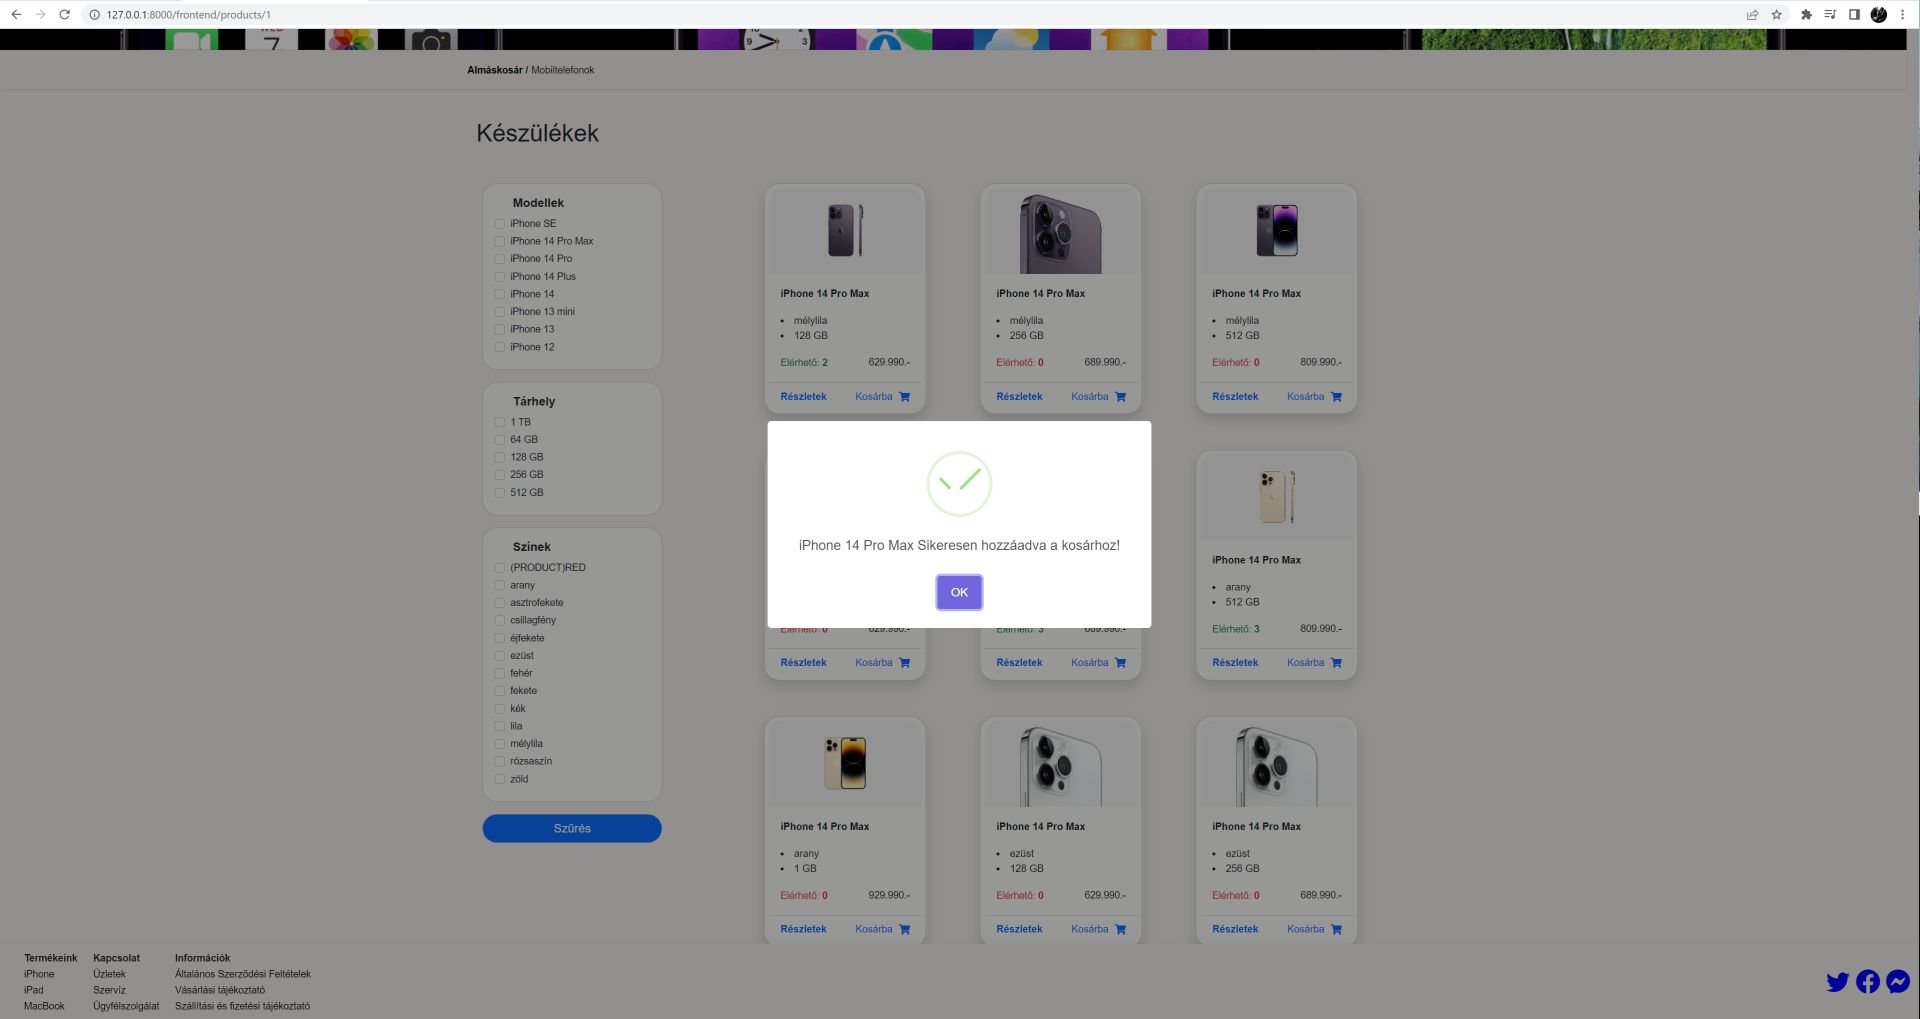 127.0.0.1:8000/frontend/products/1
WED
7
12
3
Almáskosár / Mobiltelefonok
Készülékek
Modellek
iPhone SE
iPhone 14 Pro Max
iPhone 14 Pro
iPhone 14 Plus
iPhone 14
iPhone 13 mini
iPhone 13
iPhone 12
Tárhely
1 TB
64 GB
128 GB
256 GB
512 GB
Színek
(PRODUCT)RED
arany
asztrofekete
csillagfény
éjfekete
ezüst
fehér
fekete
kék
lila
mélylila
rózsaszín
zöld
Szűrés
iPhone 14 Pro Max
mélylila
128 GB
Elérhető: 2 629.990.-
Részletek Kosárba
iPhone 14 Pro Max
mélylila
256 GB
Elérhető: 0 689.990.-
Részletek Kosárba
iPhone 14 Pro Max
mélylila
512 GB
Elérhető: 0 809.990.-
Részletek Kosárba
iPhone 14 Pro Max Sikeresen hozzáadva a kosárhoz!
OK
Elérhető: 0 629.990.-
Részletek Kosárba
Elérhető: 3 689.990.-
Részletek Kosárba
iPhone 14 Pro Max
arany
512 GB
Elérhető: 3 809.990.-
Részletek Kosárba
iPhone 14 Pro Max
arany
1 GB
Elérhető: 0 929.990.-
Részletek Kosárba
iPhone 14 Pro Max
ezüst
128 GB
Elérhető: 0 629.990.-
Részletek Kosárba
iPhone 14 Pro Max
ezüst
256 GB
Elérhető: 0 689.990.-
Részletek Kosárba
Termékeink
iPhone
iPad
MacBook
Kapcsolat
Üzletek
Szerviz
Ügyfélszolgálat
Információk
Általános Szerződési Feltételek
Vásárlási tájékoztató
Szállítási és fizetési tájékoztató